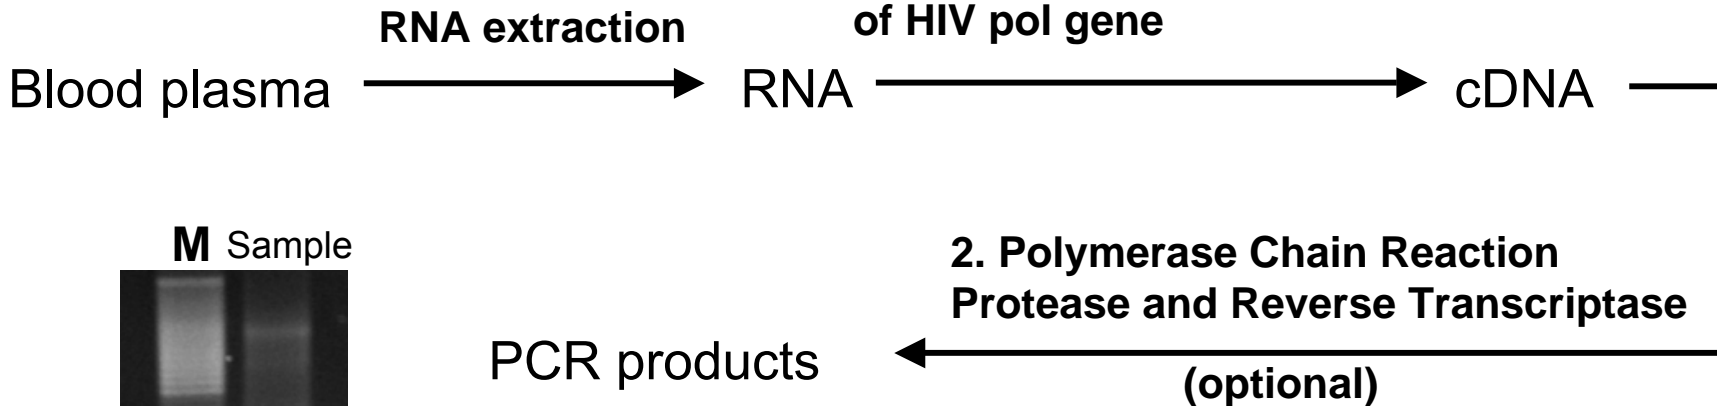 RNA extraction
of HIV pol gene
Blood plasma
RNA
cDNA
M Sample
2. Polymerase Chain Reaction
Protease and Reverse Transcriptase
PCR products
(optional)